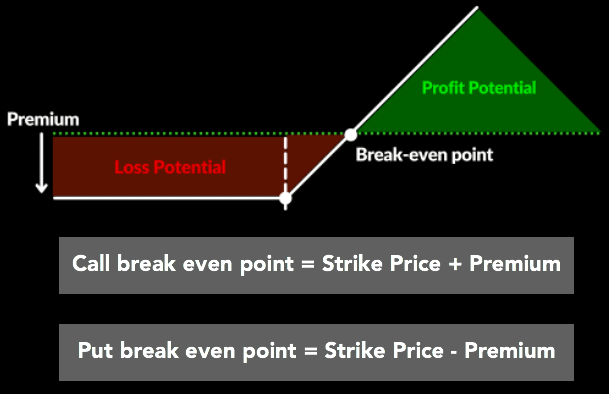 Profit Potential
Premium
Loss Potential
Break-even point
Call break even point = Strike Price + Premium
Put break even point = Strike Price - Premium